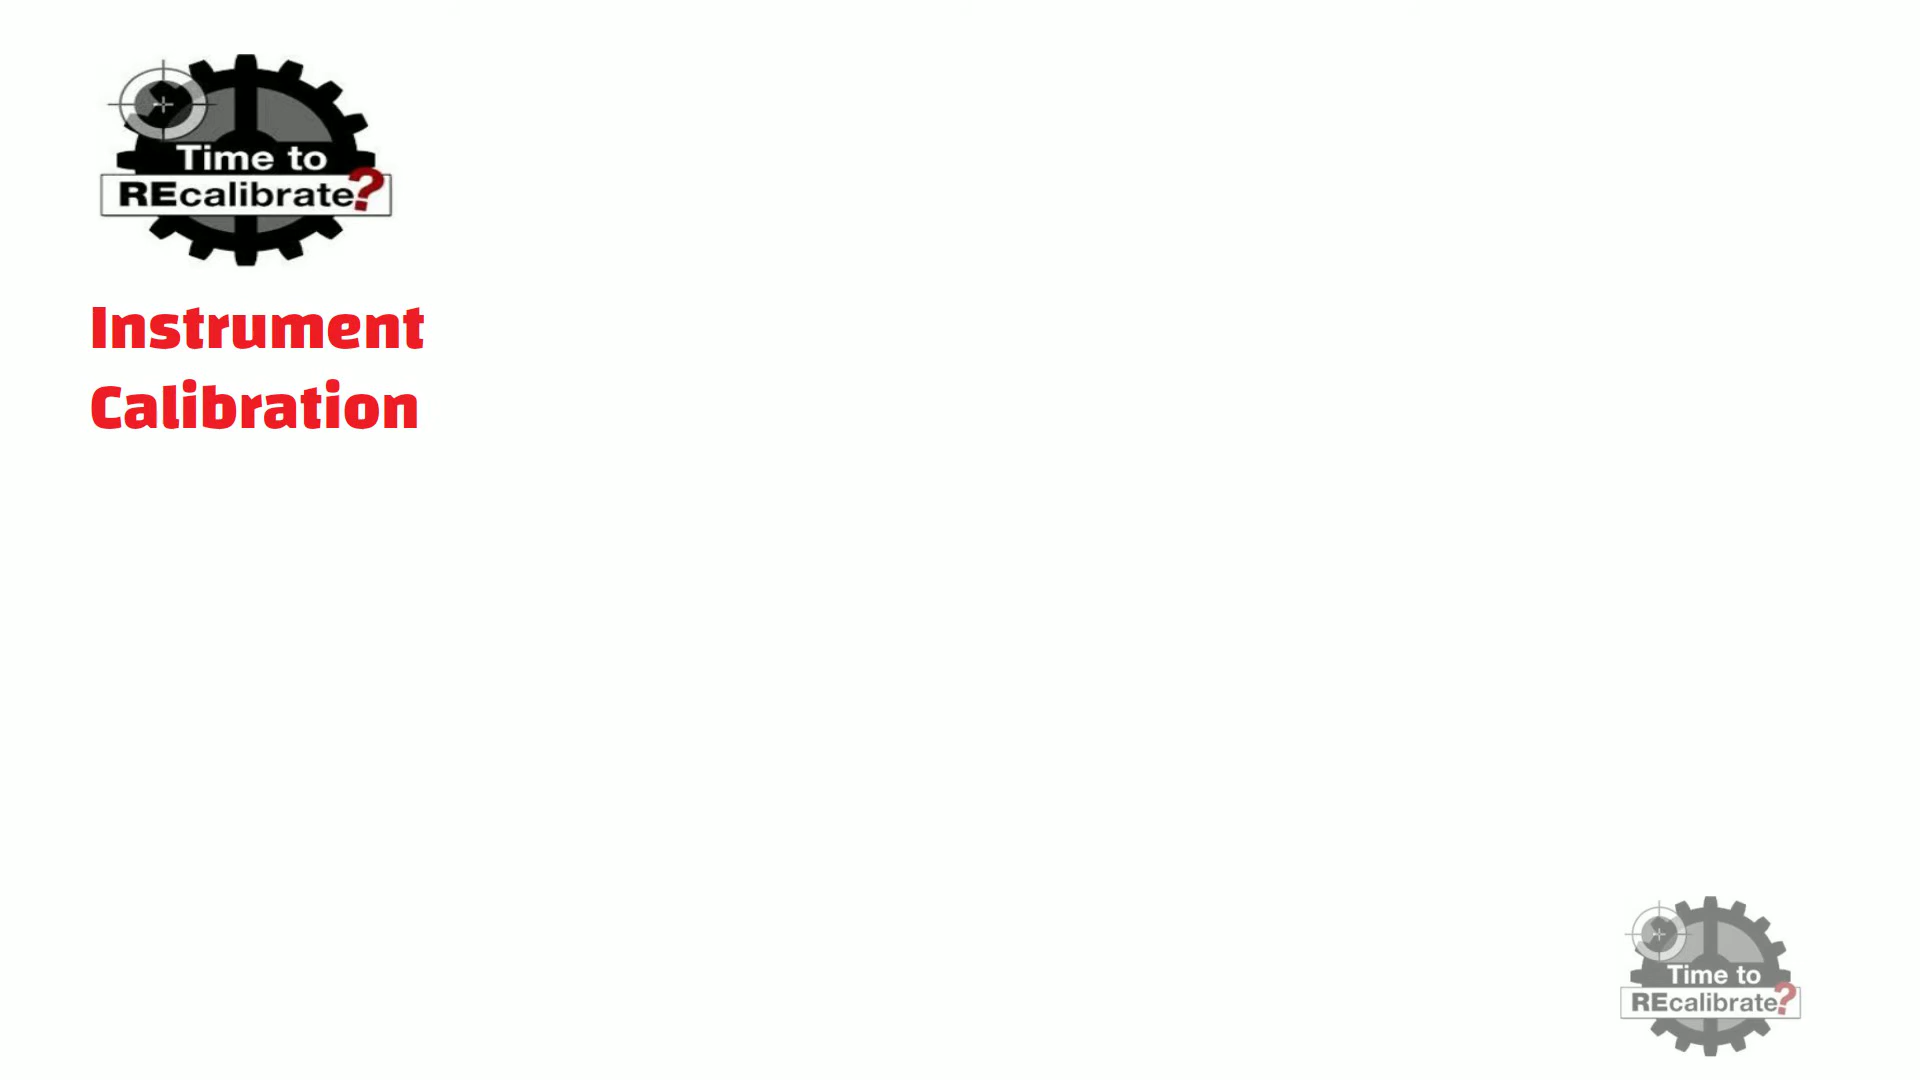 Time to
REcalibrate?
Instrument
Calibration
Time to
REcalibrate?